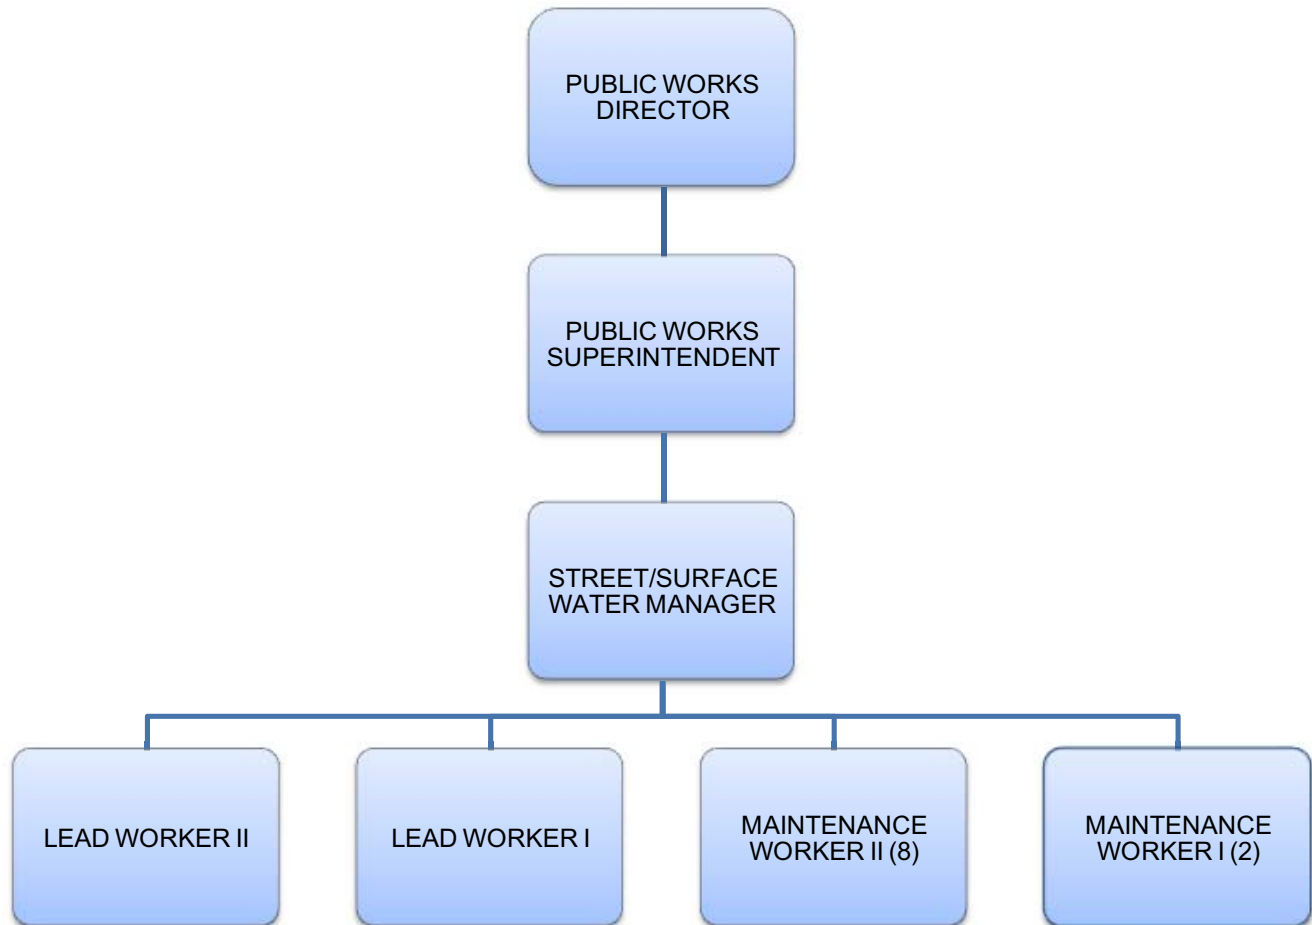 PUBLIC WORKS
DIRECTOR
PUBLIC WORKS
SUPERINTENDENT
STREET/SURFACE
WATER MANAGER
LEAD WORKER II
LEAD WORKER I
MAINTENANCE
WORKER II (8)
MAINTENANCE
WORKER I (2)